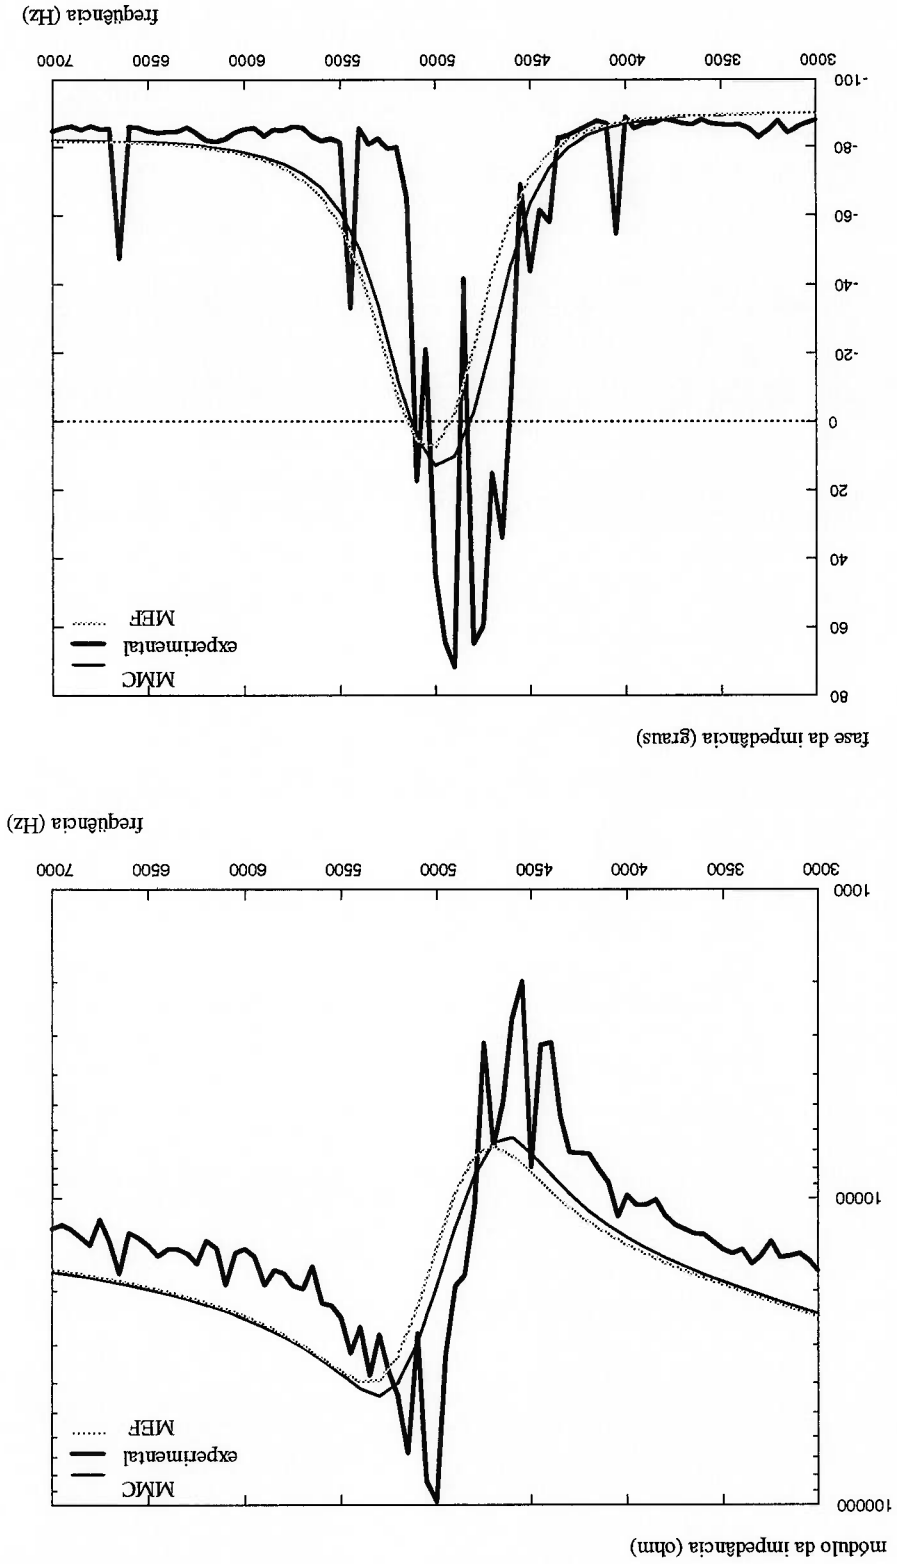 módulo da impedância (ohm)
100000
10000
1000
MMC
experimental
MEF
3000 3500 4000 4500 5000 5500 6000 6500 7000
freqüência (Hz)
fase da impedância (graus)
80
60
40
20
0
-20
-40
-60
-80
-100
MMC
experimental
MEF
3000 3500 4000 4500 5000 5500 6000 6500 7000
freqüência (Hz)